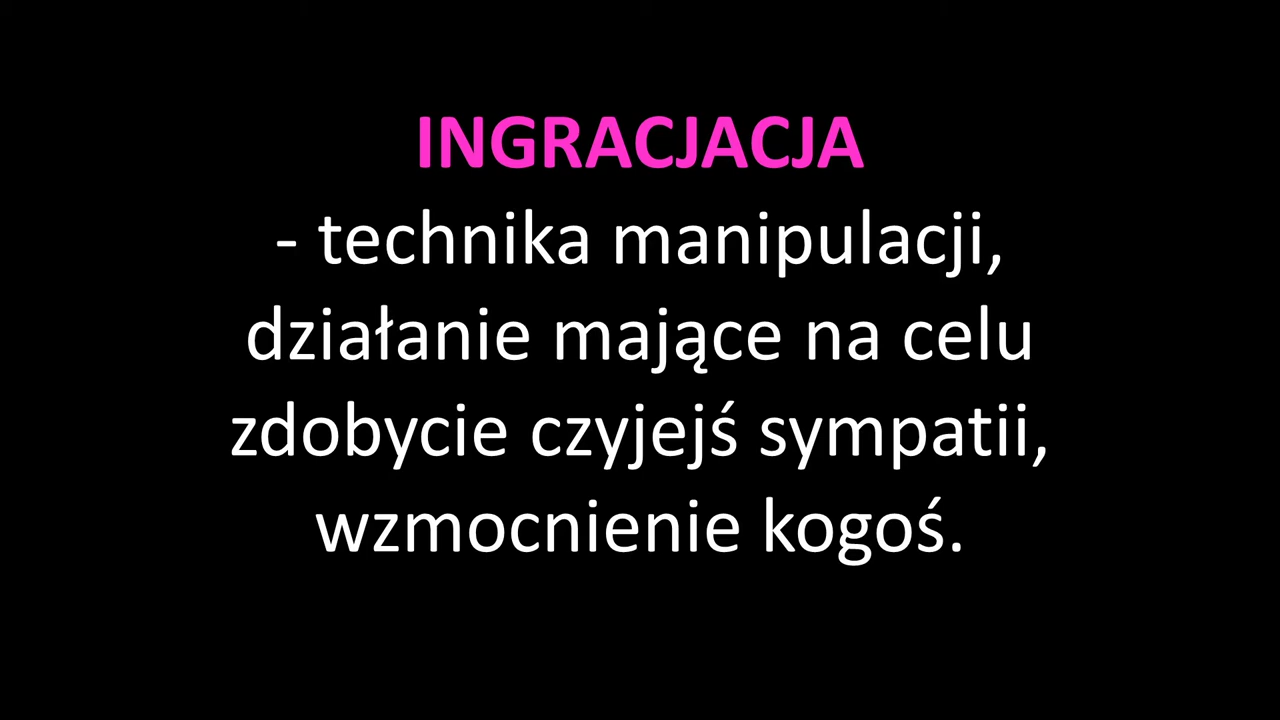 INGRACJACJA
- technika manipulacji,
działanie mające na celu
zdobycie czyjejś sympatii,
wzmocnienie kogoś.